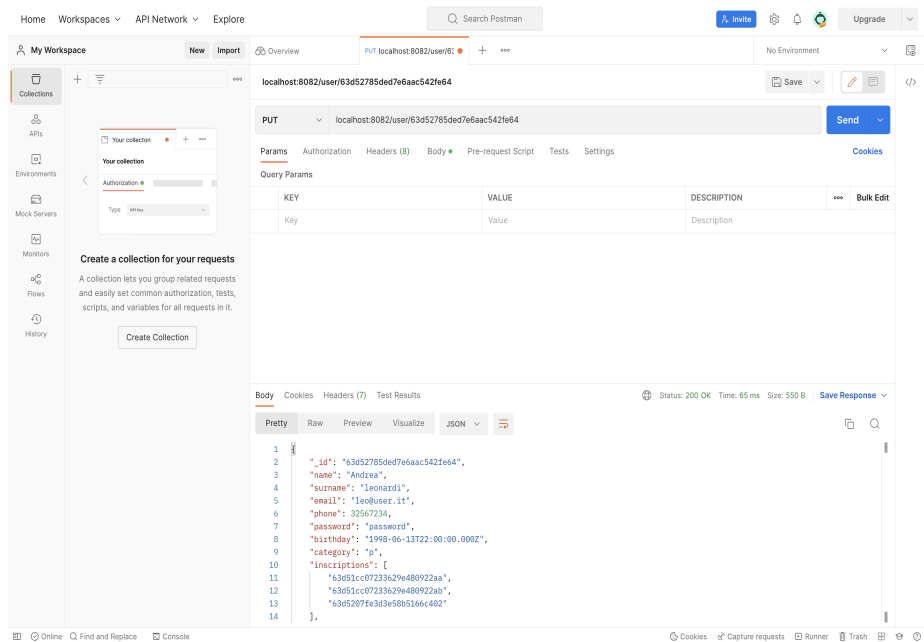 Home Workspaces API Network Explore Search Postman Invite Upgrade
My Workspace New Import Overview PUT localhost:8082/user/6: No Environment
Collections
APIs
Environments
Mock Servers
Monitors
Flows
History
Your collecton
Your collection
Authorization
Type API Key
Create a collection for your requests
A collection lets you group related requests
and easily set common authorization, tests,
scripts, and variables for all requests in it.
Create Collection
localhost:8082/user/63d52785ded7e6aac542fe64 Save
PUT localhost:8082/user/63d52785ded7e6aac542fe64 Send
Params Authorization Headers (8) Body Pre-request Script Tests Settings Cookies
Query Params
KEY VALUE DESCRIPTION Bulk Edit
Key Value Description
Body Cookies Headers (7) Test Results Status: 200 OK Time: 65 ms Size: 550 B Save Response
Pretty Raw Preview Visualize JSON
1 {
2 "_id": "63d52785ded7e6aac542fe64",
3 "name": "Andrea",
4 "surname": "leonardi",
5 "email": "leo@user.it",
6 "phone": 32567234,
7 "password": "password",
8 "birthday": "1998-06-13T22:00:00.000Z",
9 "category": "p",
10 "inscriptions": [
11 "63d51cc07233629e480922aa",
12 "63d51cc07233629e480922ab",
13 "63d5207fe3d3e58b5166c402"
14 ],
Online Find and Replace Console Cookies Capture requests Runner Trash